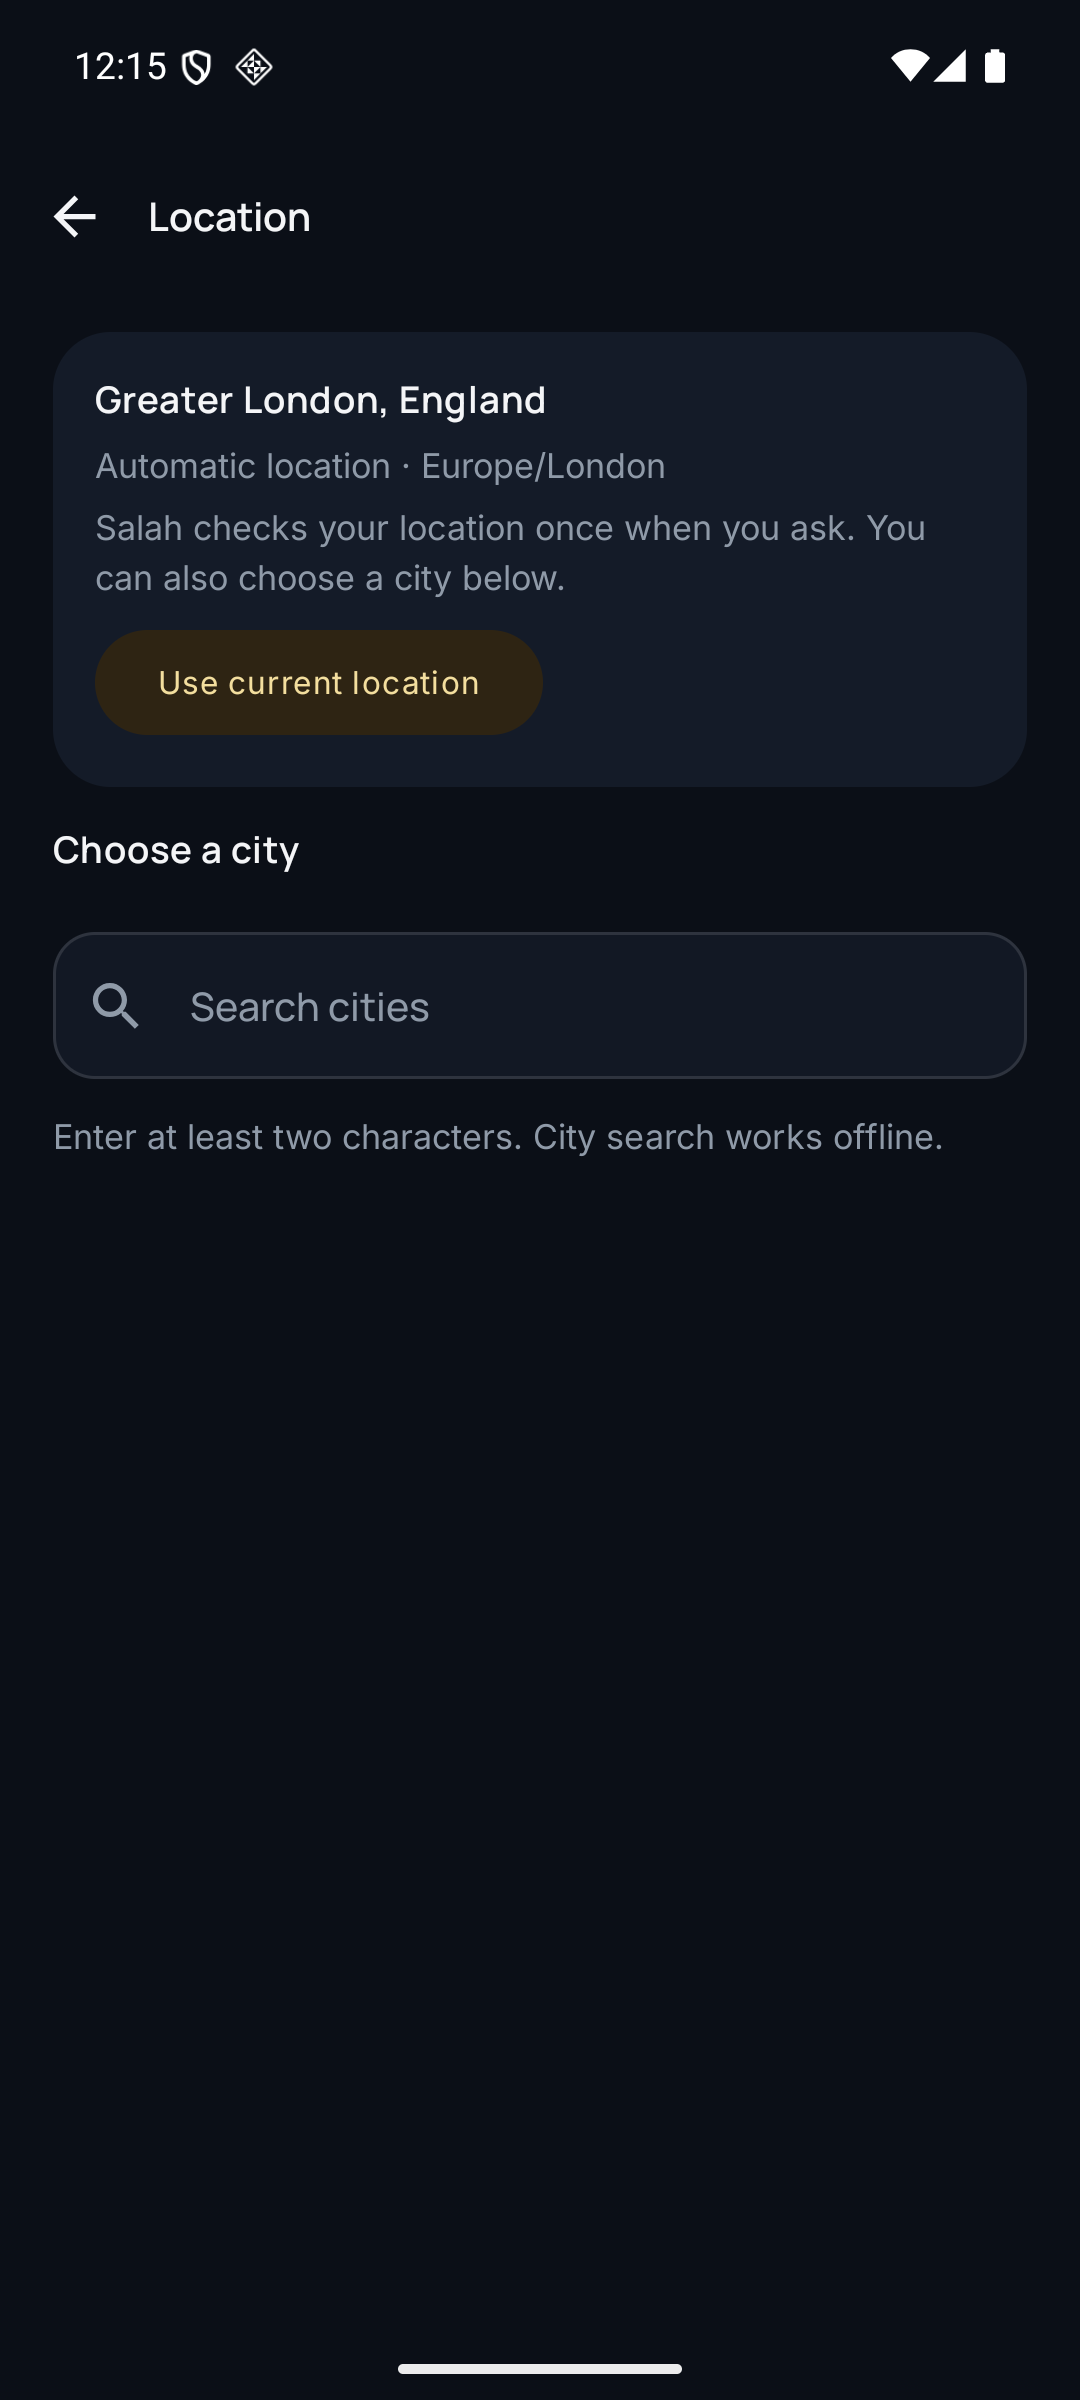 12:15
Location
Greater London, England
Automatic location · Europe/London
Salah checks your location once when you ask. You
can also choose a city below.
Use current location
Choose a city
Search cities
Enter at least two characters. City search works offline.